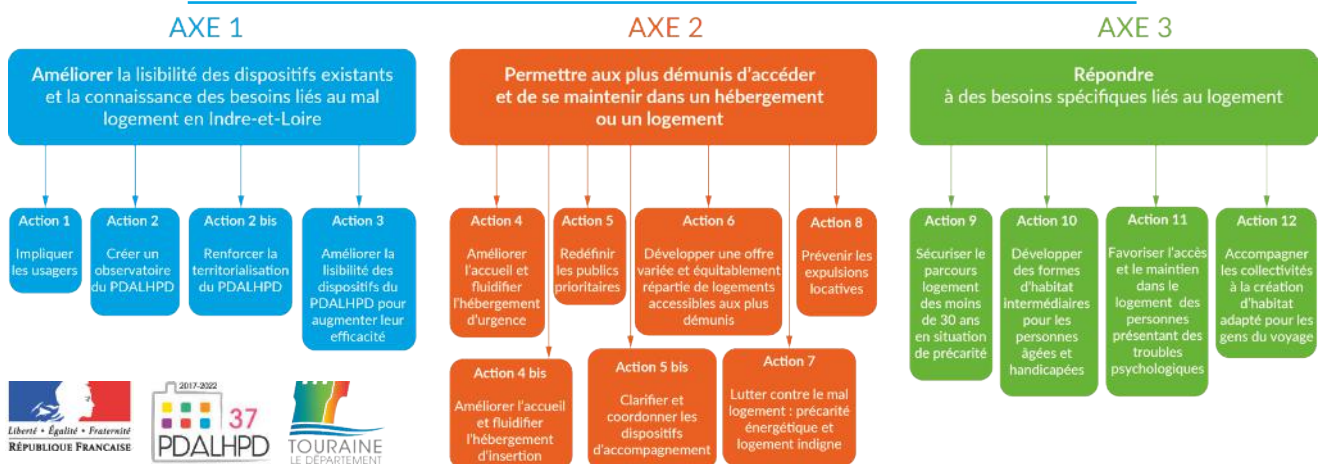 AXE 1
Améliorer la lisibilité des dispositifs existants
et la connaissance des besoins liés au mal
logement en Indre-et-Loire
Action 1
Impliquer
les usagers
Action 2
Créer un
observatoire
du PDALHPD
Action 2 bis
Renforcer la
territorialisation
du PDALHPD
Action 3
Améliorer la
lisibilité des
dispositifs du
PDALHPD pour
augmenter leur
efficacité
AXE 2
Permettre aux plus démunis d'accéder
et de se maintenir dans un hébergement
ou un logement
Action 4
Améliorer
l'accueil et
fluidifier
l'hébergement
d'urgence
Action 5
Redéfinir
les publics
prioritaires
Action 6
Développer une offre
variée et équitablement
répartie de logements
accessibles aux plus
démunis
Action 8
Prévenir les
expulsions
locatives
Action 4 bis
Améliorer l'accueil
et fluidifier
l'hébergement
d'insertion
Action 5 bis
Clarifier et
coordonner les
dispositifs
d'accompagnement
Action 7
Lutter contre le mal
logement : précarité
énergétique et
logement indigne
AXE 3
Répondre
à des besoins spécifiques liés au logement
Action 9
Sécuriser le
parcours
logement
des moins
de 30 ans
en situation
de précarité
Action 10
Développer
des formes
d'habitat
intermédiaires
pour les
personnes
âgées et
handicapées
Action 11
Favoriser l'accès
et le maintien
dans le
logement des
personnes
présentant des
troubles
psychologiques
Action 12
Accompagner
les collectivités
à la création
d'habitat
adapté pour les
gens du voyage
Liberté • Égalité • Fraternité
RÉPUBLIQUE FRANÇAISE
2017-2022
37
PDALHPD
TOURAINE
LE DÉPARTEMENT